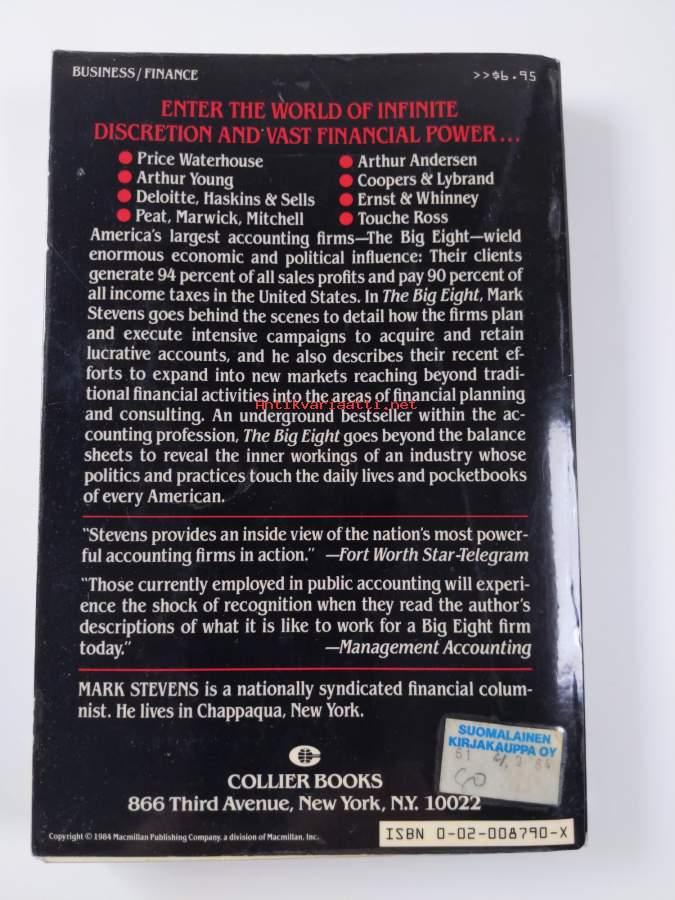 BUSINESS/FINANCE
>>$6.95
ENTER THE WORLD OF INFINITE
DISCRETION AND VAST FINANCIAL POWER...
Price Waterhouse
Arthur Young
Deloitte, Haskins & Sells
Peat, Marwick, Mitchell
Arthur Andersen
Coopers & Lybrand
Ernst & Whinney
Touche Ross
America's largest accounting firms—The Big Eight—wield
enormous economic and political influence: Their clients
generate 94 percent of all sales profits and pay 90 percent of
all income taxes in the United States. In The Big Eight, Mark
Stevens goes behind the scenes to detail how the firms plan
and execute intensive campaigns to acquire and retain
lucrative accounts, and he also describes their recent ef-
forts to expand into new markets reaching beyond tradi-
tional financial activities into the areas of financial planning
Antikvariaatti.net
and consulting. An underground bestseller within the ac-
counting profession, The Big Eight goes beyond the balance
sheets to reveal the inner workings of an industry whose
politics and practices touch the daily lives and pocketbooks
of every American.
"Stevens provides an inside view of the nation's most power-
ful accounting firms in action." —Fort Worth Star-Telegram
"Those currently employed in public accounting will experi-
ence the shock of recognition when they read the author's
descriptions of what it is like to work for a Big Eight firm
today." —Management Accounting
MARK STEVENS is a nationally syndicated financial colum-
nist. He lives in Chappaqua, New York.
SUOMALAINEN
KIRJAKAUPPA OY
COLLIER BOOKS
866 Third Avenue, New York, N.Y. 10022
Copyright © 1984 Macmillan Publishing Company, a division of Macmillan, Inc.
ISBN 0-02-008790-X